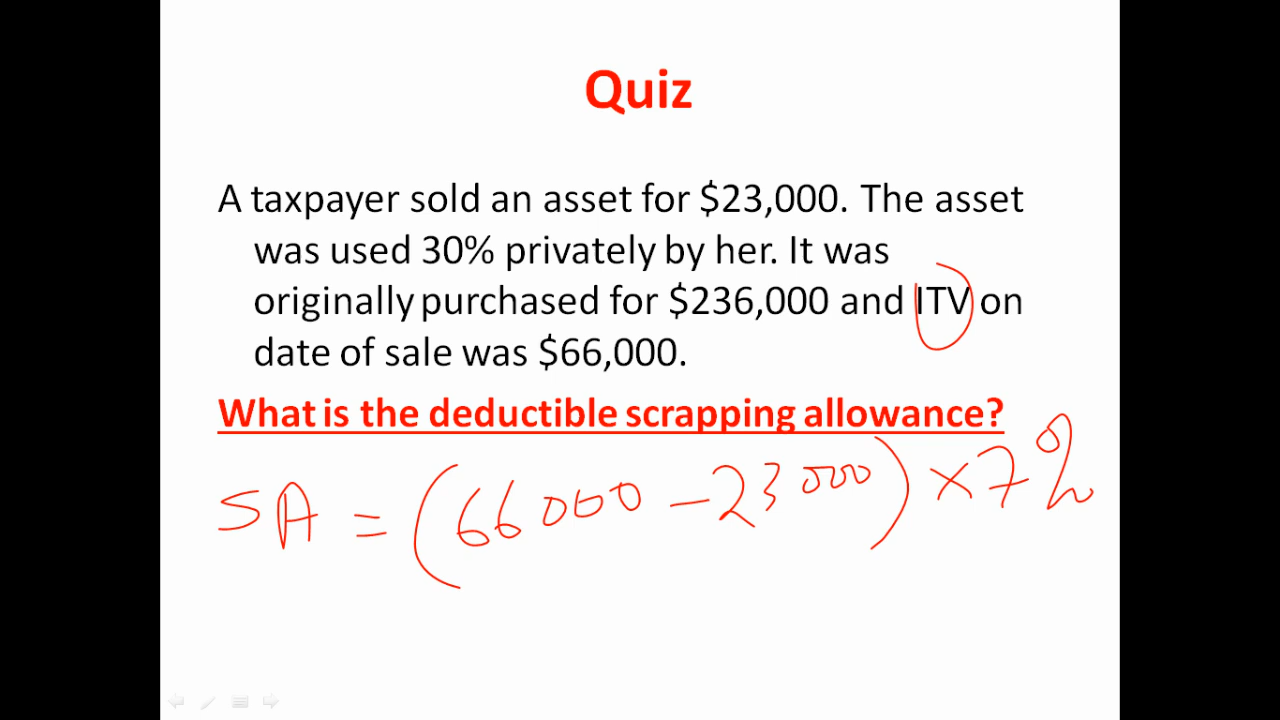 Quiz
A taxpayer sold an asset for $23,000. The asset
was used 30% privately by her. It was
originally purchased for $236,000 and ITV on
date of sale was $66,000.
What is the deductible scrapping allowance?
SA = (66000 - 23000) × 7%